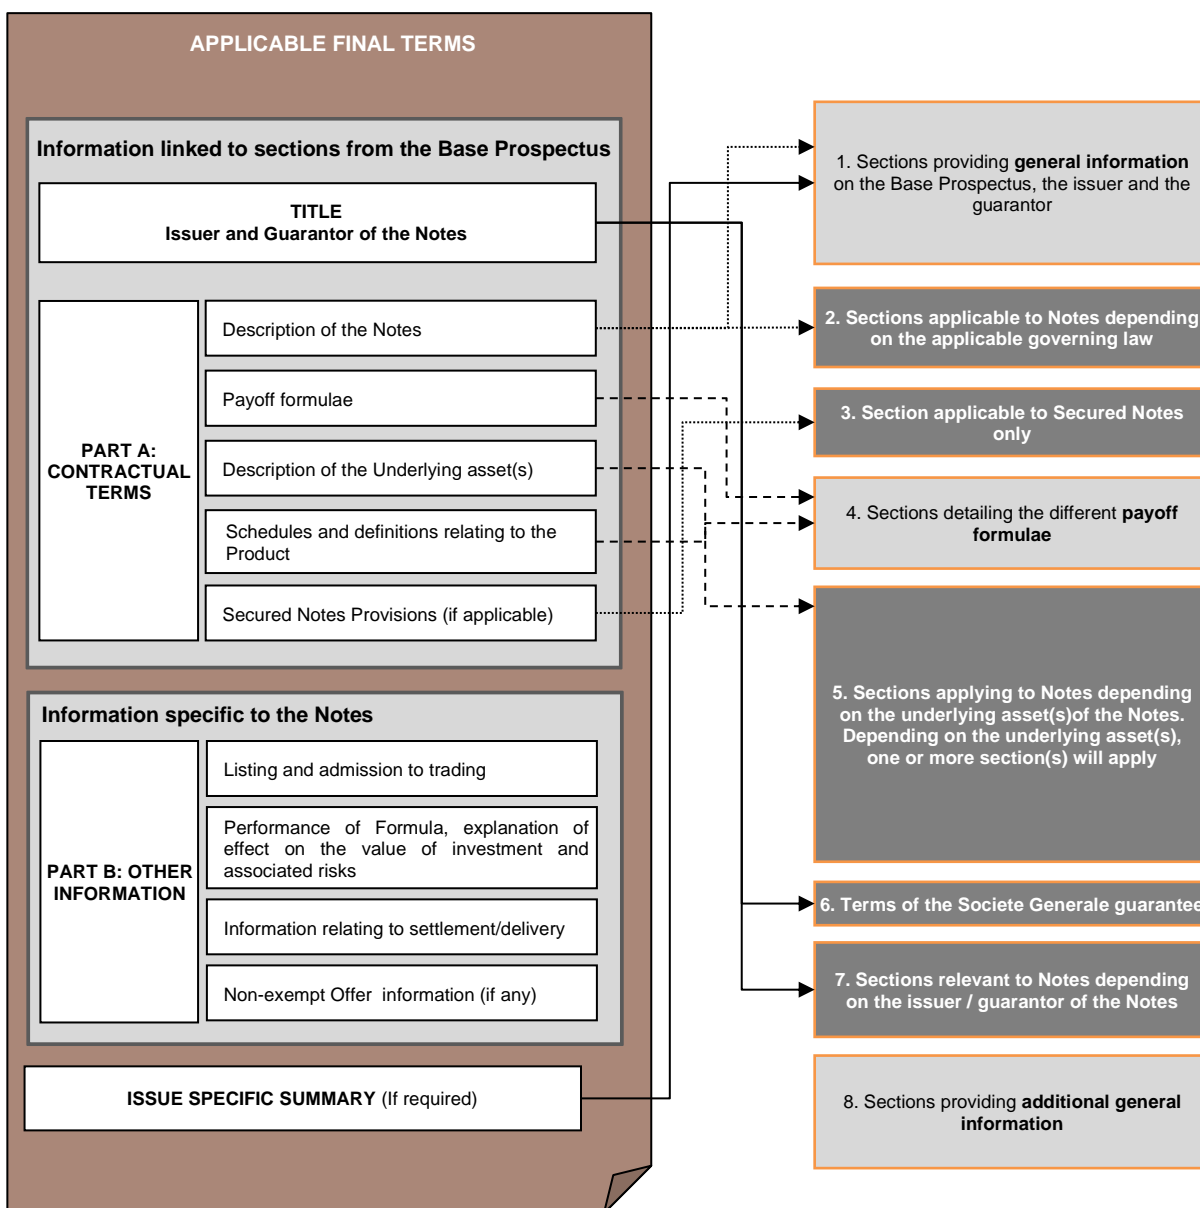 APPLICABLE FINAL TERMS
Information linked to sections from the Base Prospectus
TITLE
Issuer and Guarantor of the Notes
PART A:
CONTRACTUAL
TERMS
Description of the Notes
Payoff formulae
Description of the Underlying asset(s)
Schedules and definitions relating to the
Product
Secured Notes Provisions (if applicable)
Information specific to the Notes
PART B: OTHER
INFORMATION
Listing and admission to trading
Performance of Formula, explanation of
effect on the value of investment and
associated risks
Information relating to settlement/delivery
Non-exempt Offer information (if any)
ISSUE SPECIFIC SUMMARY (If required)
1. Sections providing general information
on the Base Prospectus, the issuer and the
guarantor
2. Sections applicable to Notes depending
on the applicable governing law
3. Section applicable to Secured Notes
only
4. Sections detailing the different payoff
formulae
5. Sections applying to Notes depending
on the underlying asset(s)of the Notes.
Depending on the underlying asset(s),
one or more section(s) will apply
6. Terms of the Societe Generale guarantee
7. Sections relevant to Notes depending
on the issuer / guarantor of the Notes
8. Sections providing additional general
information